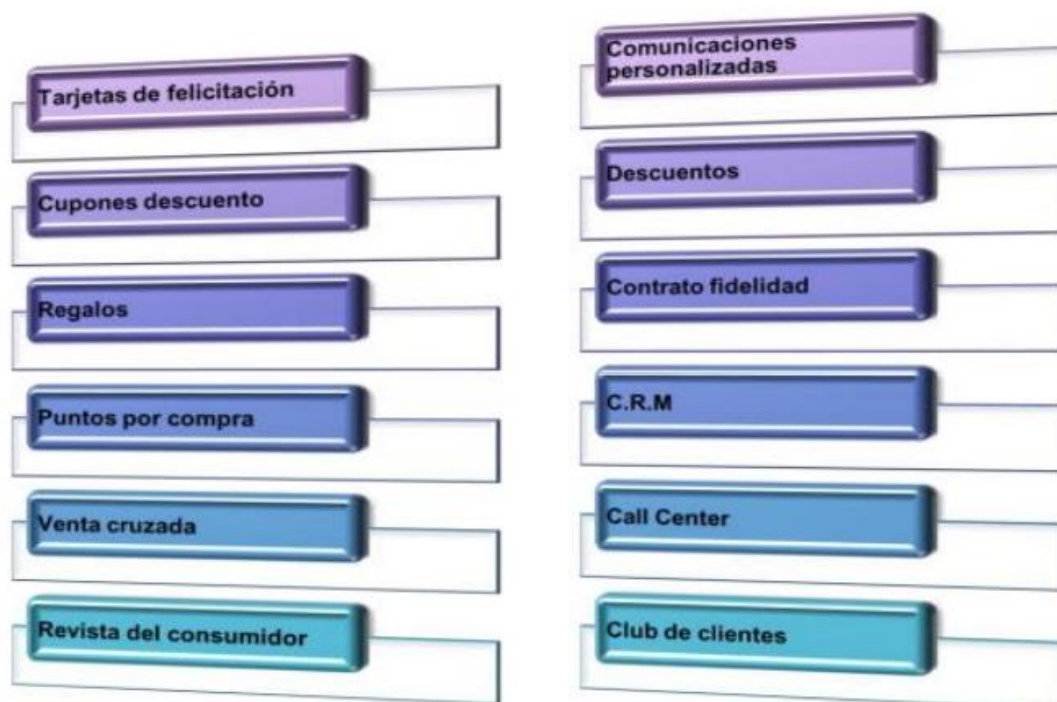 Tarjetas de felicitación
Cupones descuento
Regalos
Puntos por compra
Venta cruzada
Revista del consumidor
Comunicaciones
personalizadas
Descuentos
Contrato fidelidad
C.R.M
Call Center
Club de clientes